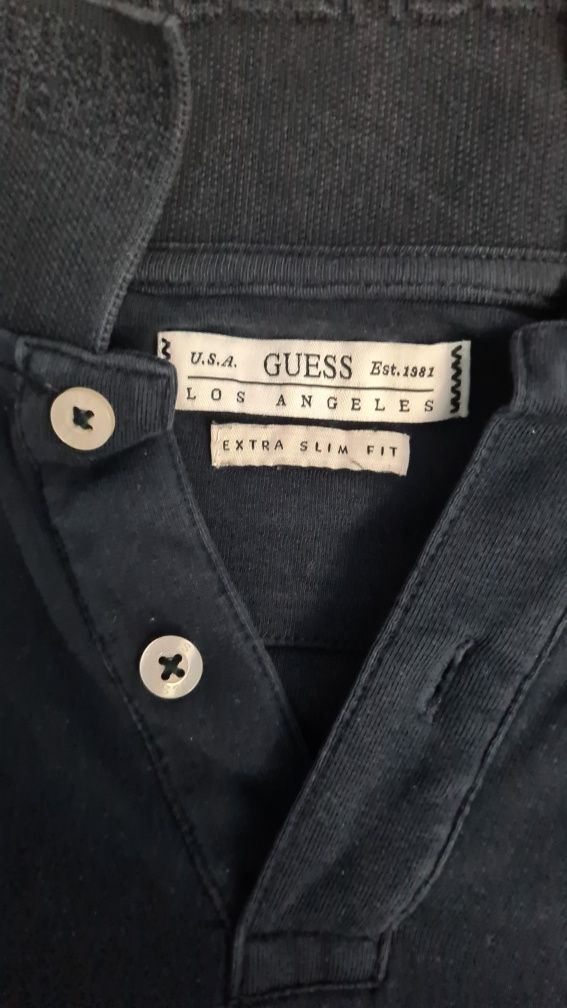 U.S.A. GUESS Est.1981
LOS ANGELES
EXTRA SLIM FIT